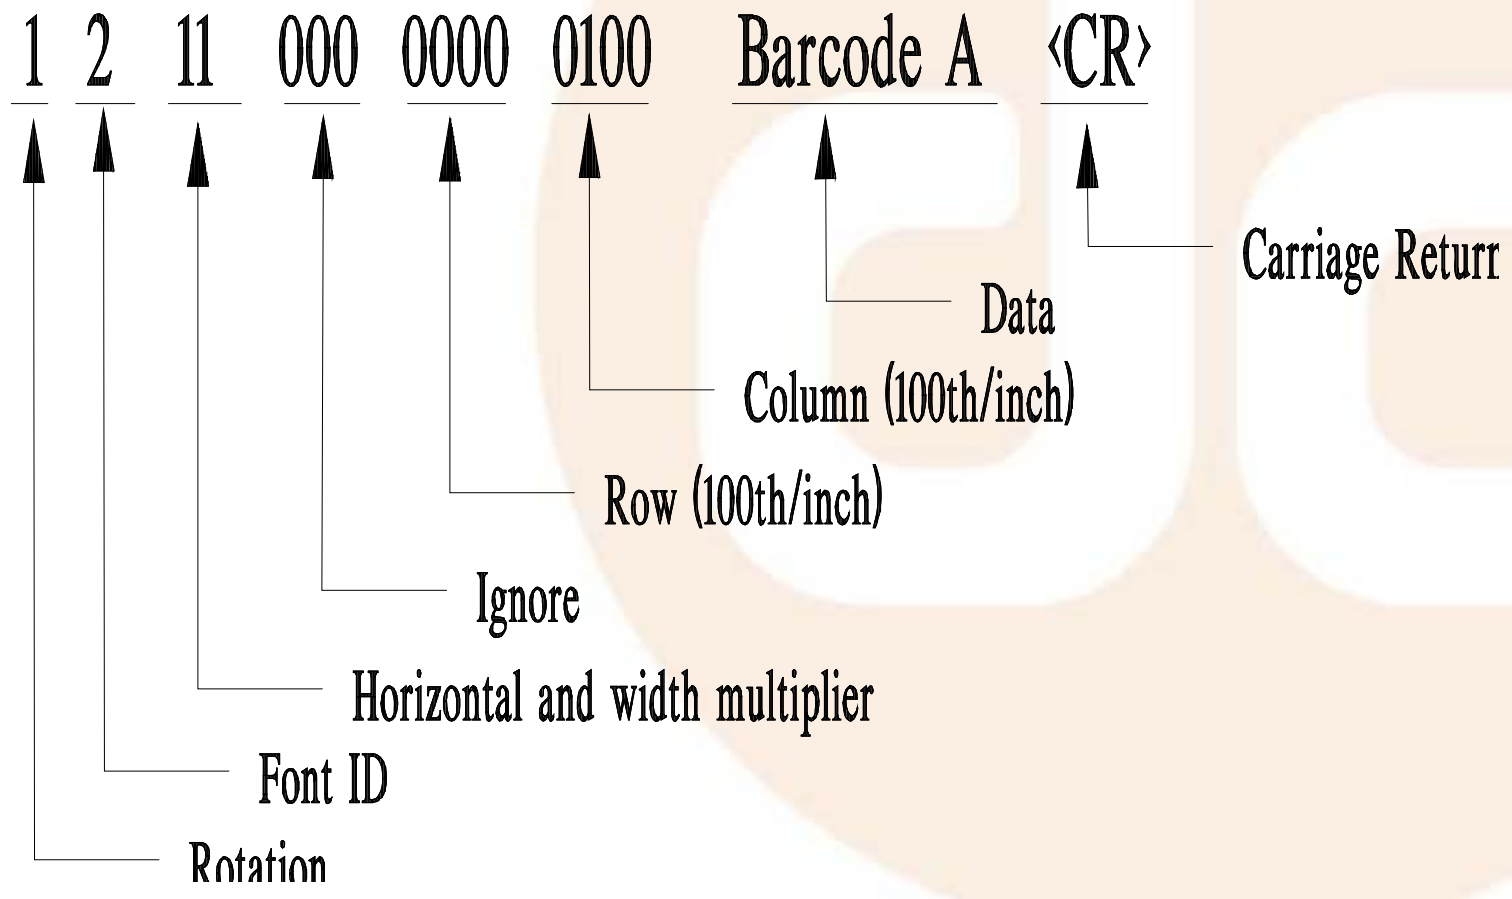 1 2 11 000 0000 0100 Barcode A <CR>
Carriage Returr
Data
Column (100th/inch)
Row (100th/inch)
Ignore
Horizontal and width multiplier
Font ID
Rotation